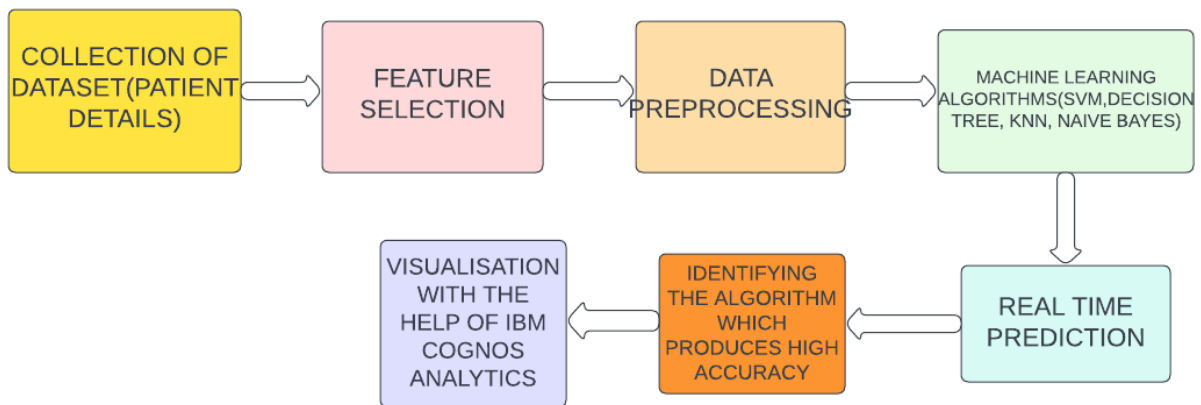 COLLECTION OF
DATASET(PATIENT
DETAILS)
FEATURE
SELECTION
DATA
PREPROCESSING
MACHINE LEARNING
ALGORITHMS(SVM,DECISION
TREE, KNN, NAIVE BAYES)
REAL TIME
PREDICTION
IDENTIFYING
THE ALGORITHM
WHICH
PRODUCES HIGH
ACCURACY
VISUALISATION
WITH THE
HELP OF IBM
COGNOS
ANALYTICS